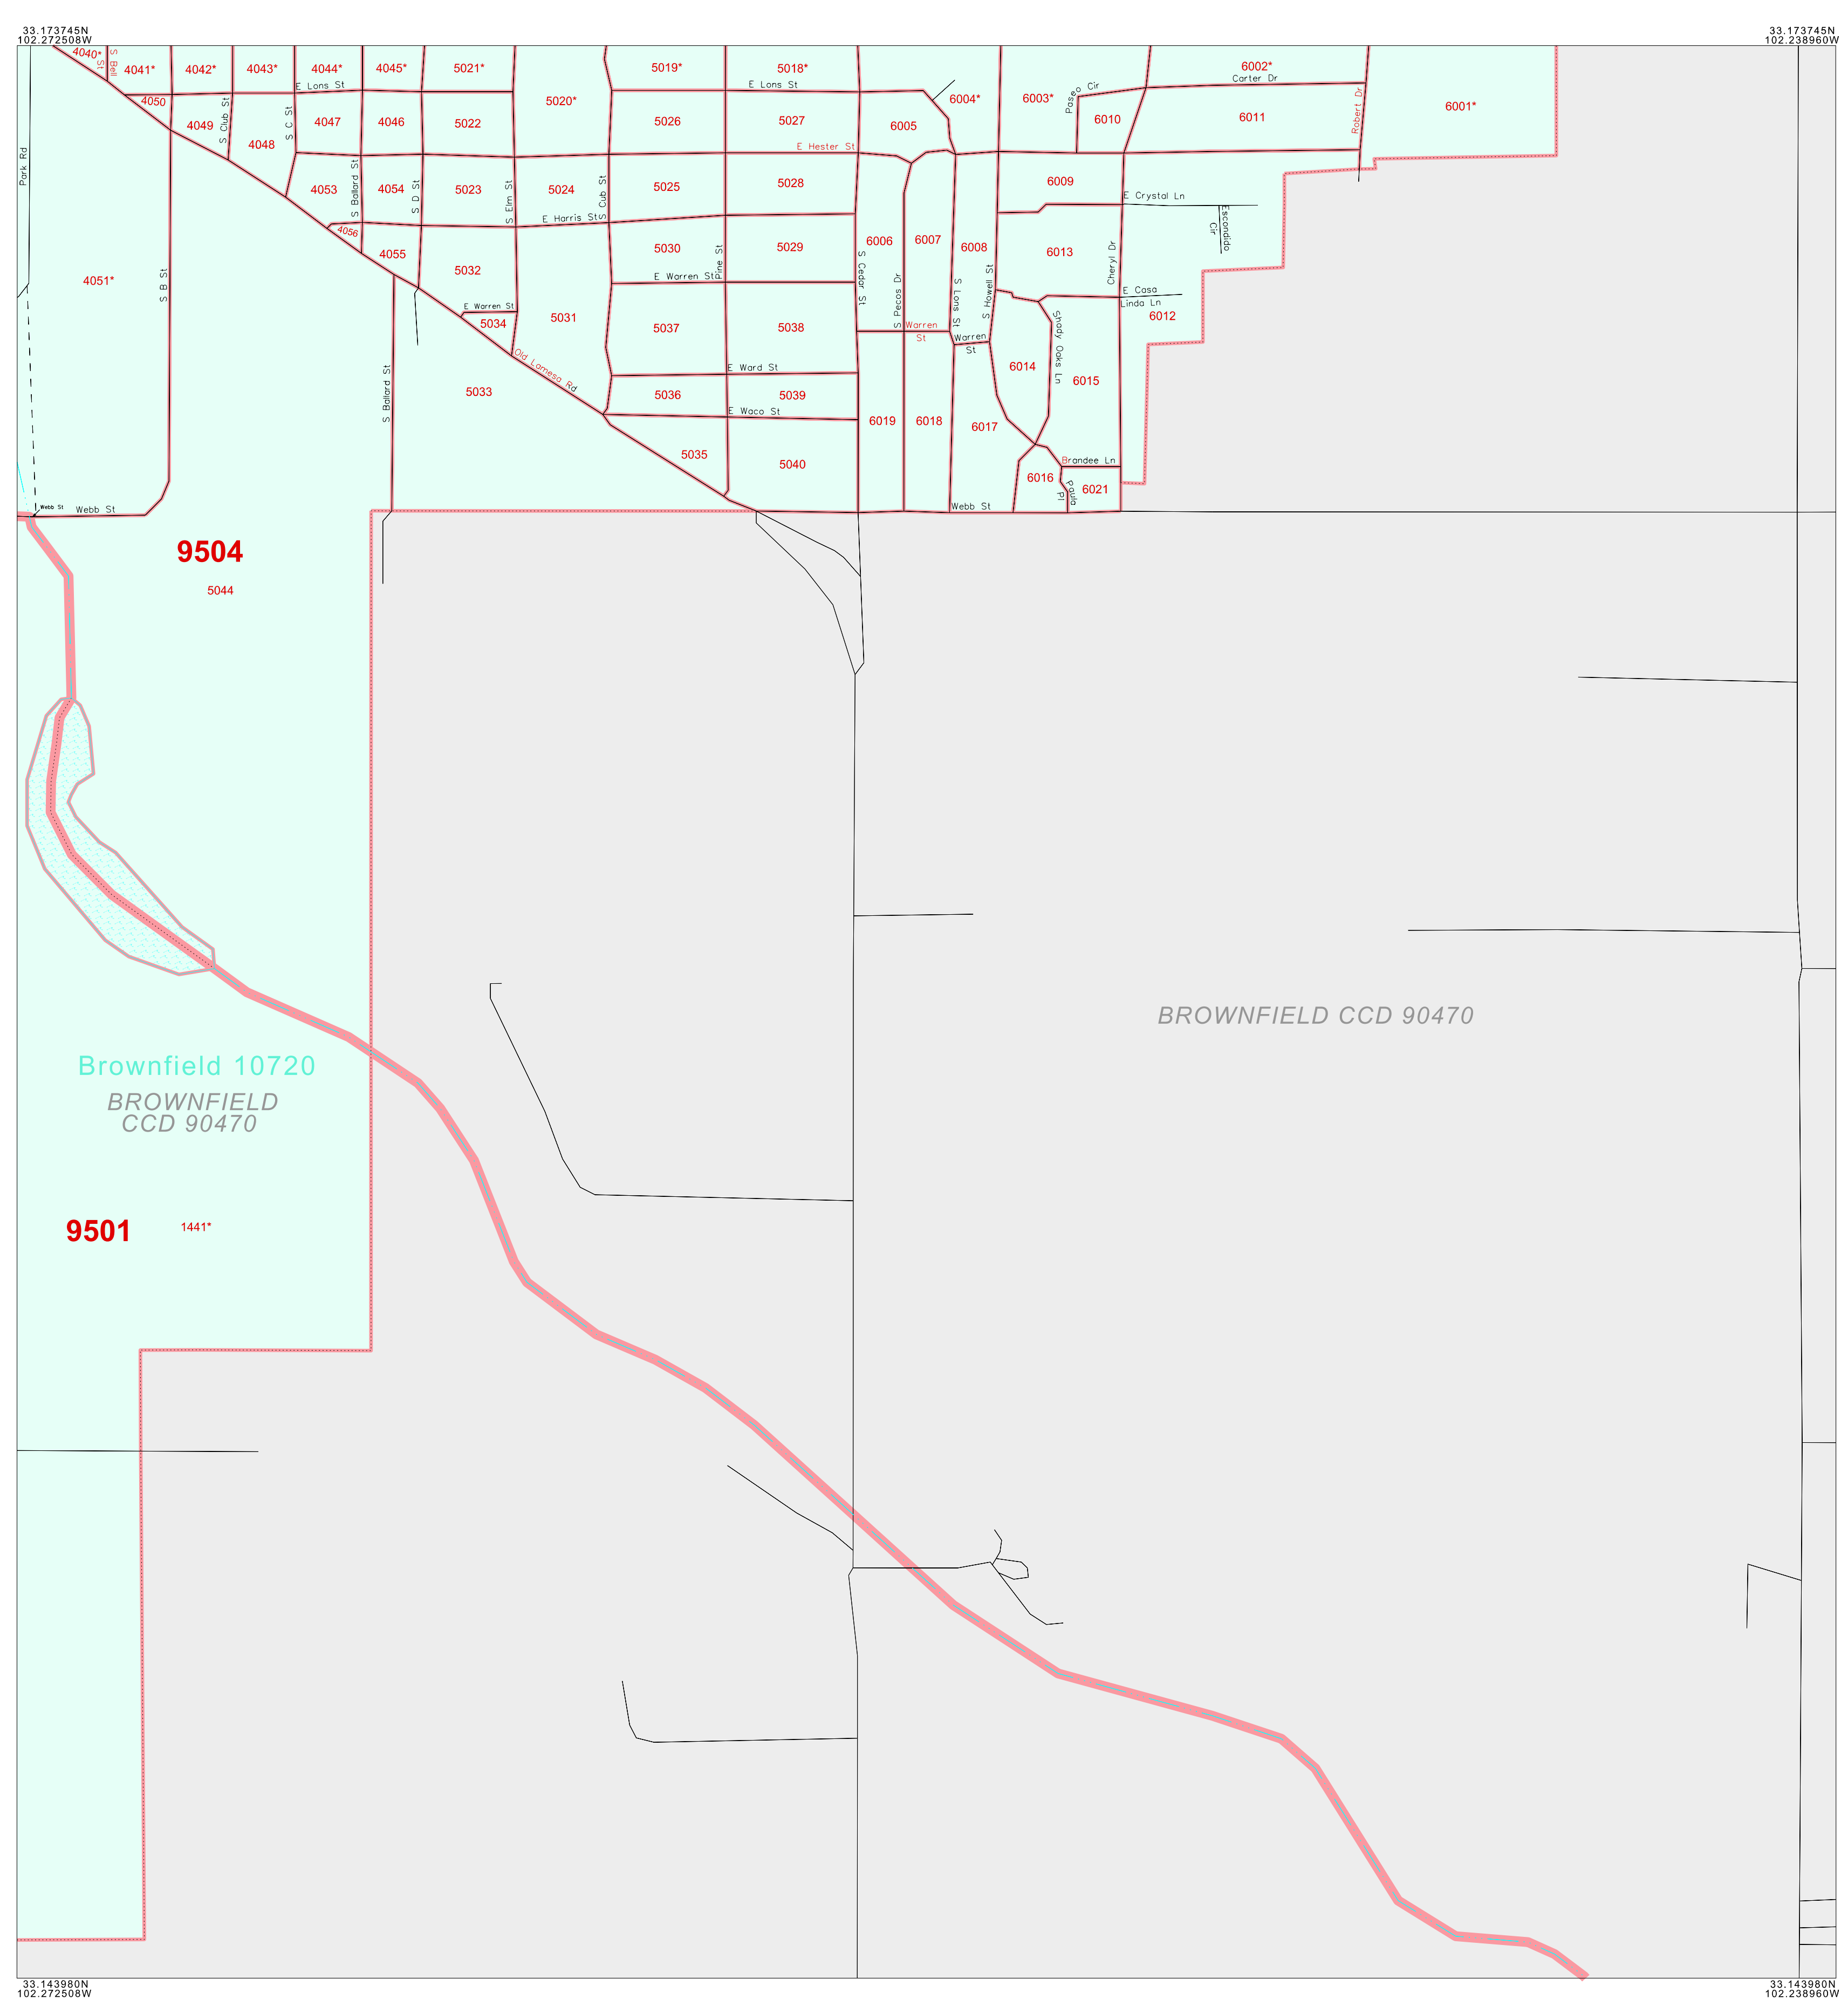 33.173745N
102.272508W
33.173745N
102.238960W
4040*
S Bell
St
4041*
4042*
4043*
4044*
4045*
5021*
5020*
5019*
5018*
6004*
6003*
6002*
Carter Dr
6001*
E Lons St
E Lons St
Paseo Cir
Robert Dr
4050
4049
S Club St
4048
S C St
4047
4046
5022
5026
5027
6005
6010
6011
E Hester St
Park Rd
4053
S Ballard St
4054
S D St
5023
S Elm St
5024
S Cub St
5025
5028
6009
E Crystal Ln
Escondido
Cir
E Harris St
4056
4055
5032
5030
Pine St
5029
6006
6007
6008
6013
Cheryl Dr
4051*
S B St
E Warren St
S Cedar St
S Pecos Dr
S Lons St
S Howell St
E Casa
Linda Ln
6012
E Warren St
5034
5031
5037
5038
Warren
St
Warren
St
Shady Oaks Ln
Old Lamesa Rd
6014
6015
E Ward St
S Ballard St
5033
5036
5039
E Waco St
6019
6018
6017
5035
5040
Brandee Ln
6016
Paula
Pl
6021
Webb St
Webb St
Webb St
9504
5044
BROWNFIELD CCD 90470
Brownfield 10720
BROWNFIELD
CCD 90470
9501
1441*
33.143980N
102.272508W
33.143980N
102.238960W